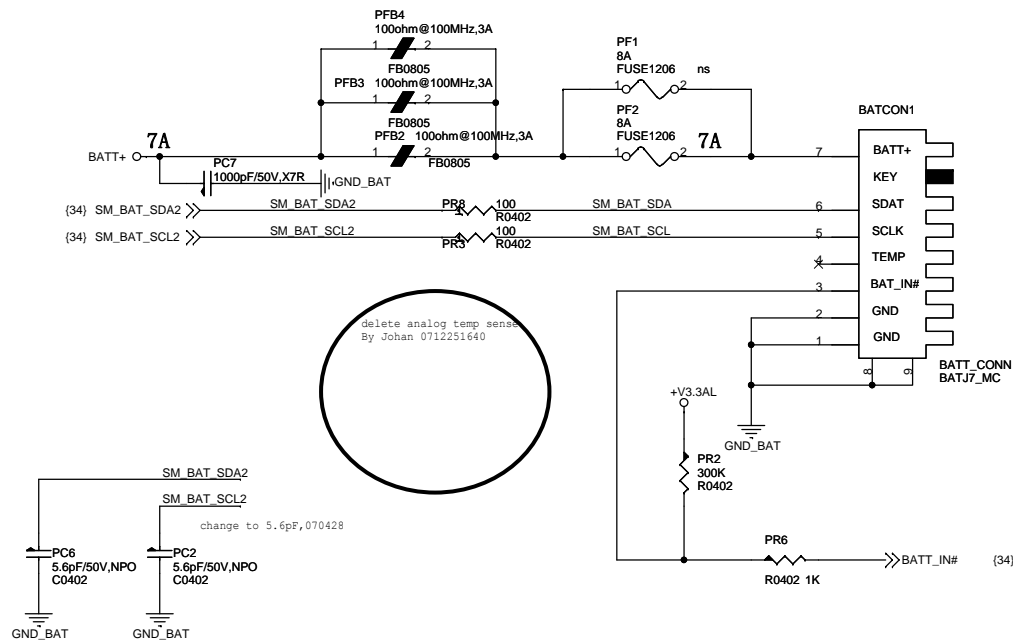 PFB4
100ohm@100MHz,3A
1 2
FB0805
PFB3 100ohm@100MHz,3A
1 2
FB0805
PFB2 100ohm@100MHz,3A
1 2
FB0805
PF1
8A
FUSE1206 ns
1 2
PF2
8A
FUSE1206
1 2
7A
BATT+
7A
PC7
1000pF/50V,X7R
GND_BAT
BATCON1
7 BATT+
KEY
6 SDAT
5 SCLK
4 TEMP
3 BAT_IN#
2 GND
1 GND
8 9
BATT_CONN
BATJ7_MC
{34} SM_BAT_SDA2 SM_BAT_SDA2 PR8 100 SM_BAT_SDA
R0402
{34} SM_BAT_SCL2 SM_BAT_SCL2 100 SM_BAT_SCL
PR3 R0402
delete analog temp sense
By Johan 0712251640
+V3.3AL
GND_BAT
PR2
300K
R0402
SM_BAT_SDA2
SM_BAT_SCL2
change to 5.6pF,070428
PC6
5.6pF/50V,NPO
C0402
PC2
5.6pF/50V,NPO
C0402
GND_BAT
GND_BAT
PR6
R0402 1K
BATT_IN# {34}